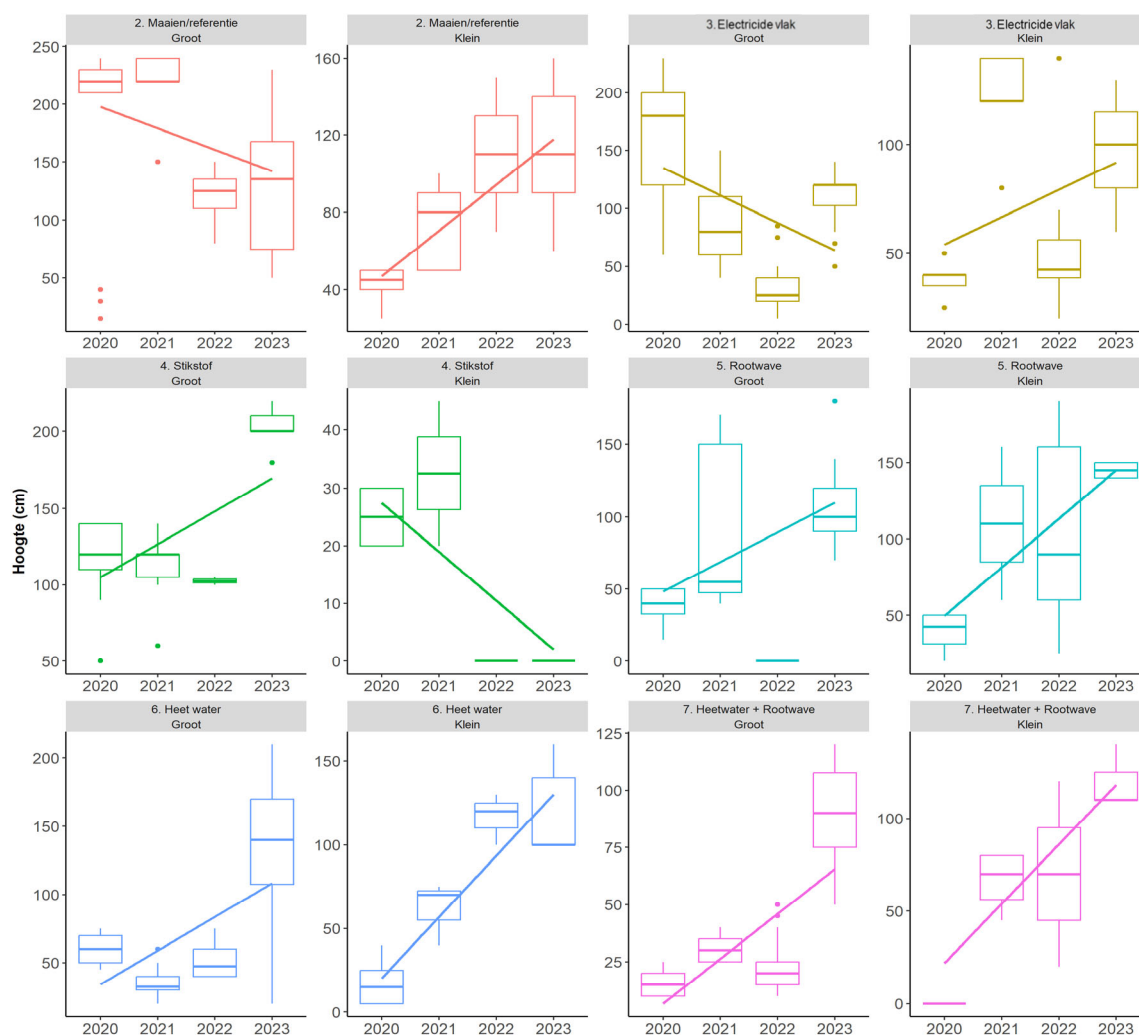 2. Maaien/referentie
Groot
2. Maaien/referentie
Klein
3. Electricide vlak
Groot
3. Electricide vlak
Klein
250
200
150
100
50
160
120
80
40
200
150
100
50
0
100
50
2020 2021 2022 2023
2020 2021 2022 2023
2020 2021 2022 2023
2020 2021 2022 2023
4. Stikstof
Groot
4. Stikstof
Klein
5. Rootwave
Groot
5. Rootwave
Klein
Hoogte (cm)
200
150
100
50
40
30
20
10
0
150
100
50
0
150
100
50
2020 2021 2022 2023
2020 2021 2022 2023
2020 2021 2022 2023
2020 2021 2022 2023
6. Heet water
Groot
6. Heet water
Klein
7. Heetwater + Rootwave
Groot
7. Heetwater + Rootwave
Klein
200
150
100
50
150
100
50
0
125
100
75
50
25
100
50
0
2020 2021 2022 2023
2020 2021 2022 2023
2020 2021 2022 2023
2020 2021 2022 2023